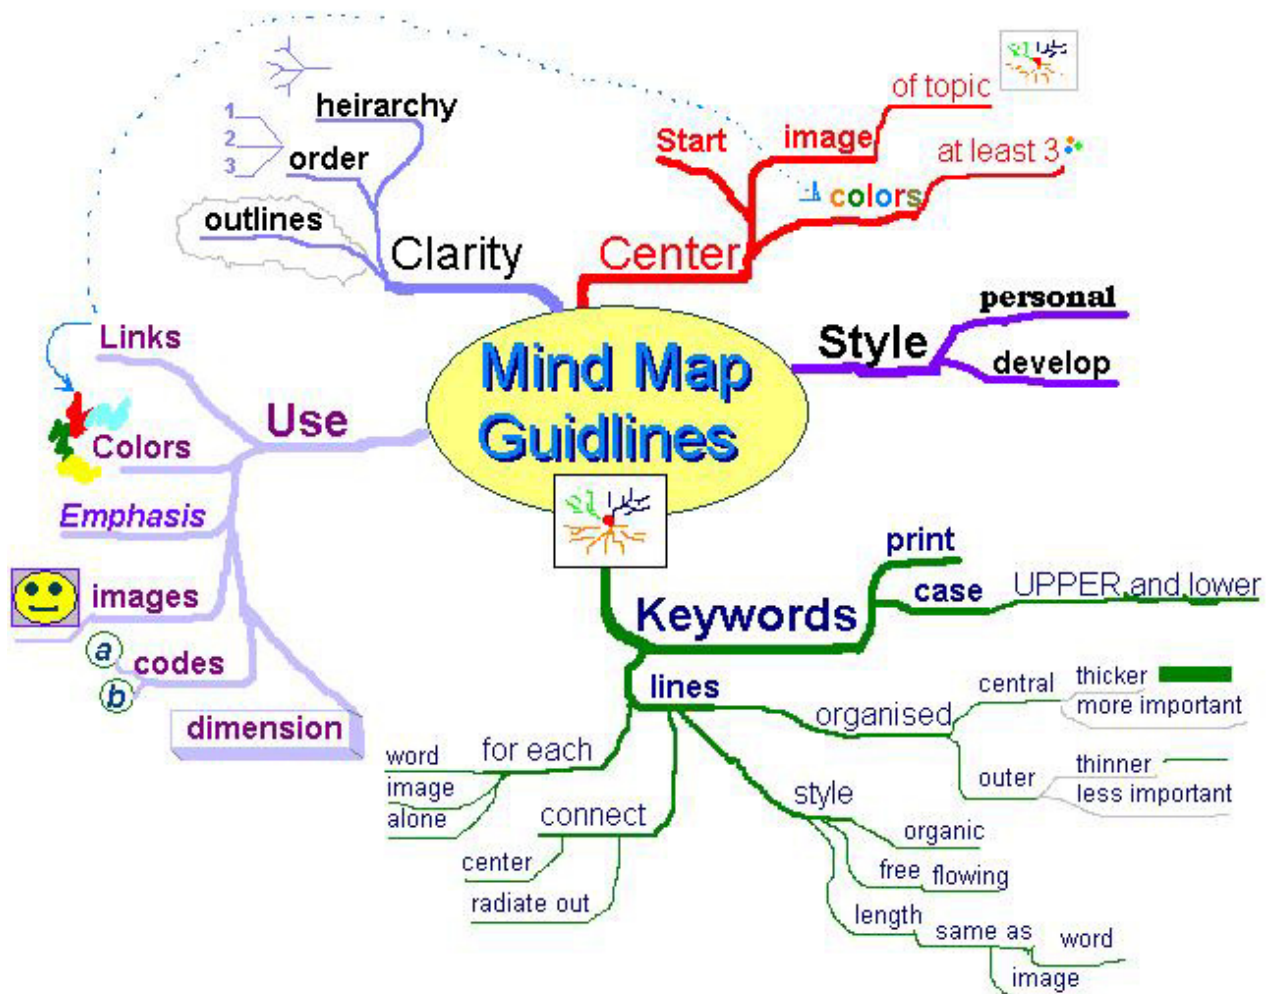 Mind Map
Guidlines
Start
Center
image
of topic
colors
at least 3
Style
personal
develop
Keywords
print
case
UPPER and lower
lines
organised
central
thicker
more important
outer
thinner
less important
style
organic
free flowing
length
same as
word
image
connect
center
radiate out
for each
word
image
alone
Use
Links
Colors
Emphasis
images
codes
a
b
dimension
Clarity
heirarchy
order
1
2
3
outlines